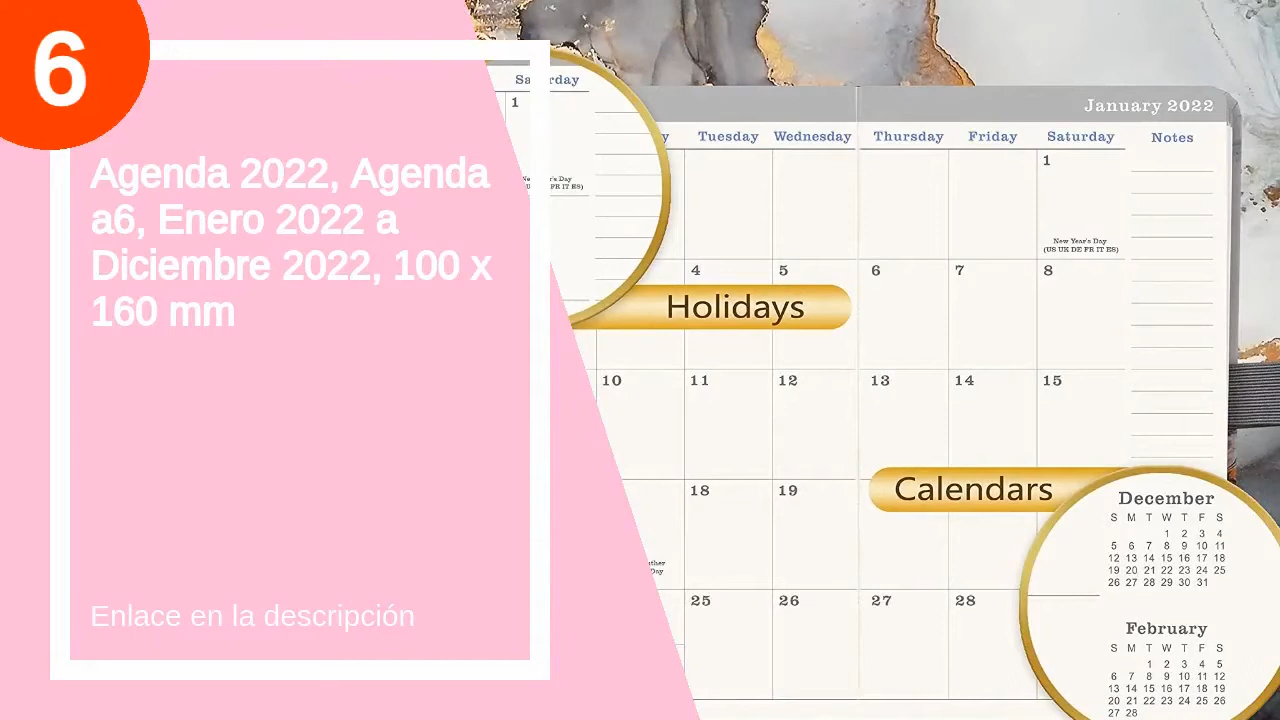 6
Agenda 2022, Agenda
a6, Enero 2022 a
Diciembre 2022, 100 x
160 mm
Enlace en la descripción
1
January 2022
Tuesday Wednesday Thursday Friday Saturday Notes
1
New Year's Day
(US UK DE FR IT ES)
4 5 6 7 8
Holidays
10 11 12 13 14 15
18 19
Calendars
25 26 27 28
December
S M T W T F S
1 2 3 4
5 6 7 8 9 10 11
12 13 14 15 16 17 18
19 20 21 22 23 24 25
26 27 28 29 30 31
February
S M T W T F S
1 2 3 4 5
6 7 8 9 10 11 12
13 14 15 16 17 18 19
20 21 22 23 24 25 26
27 28